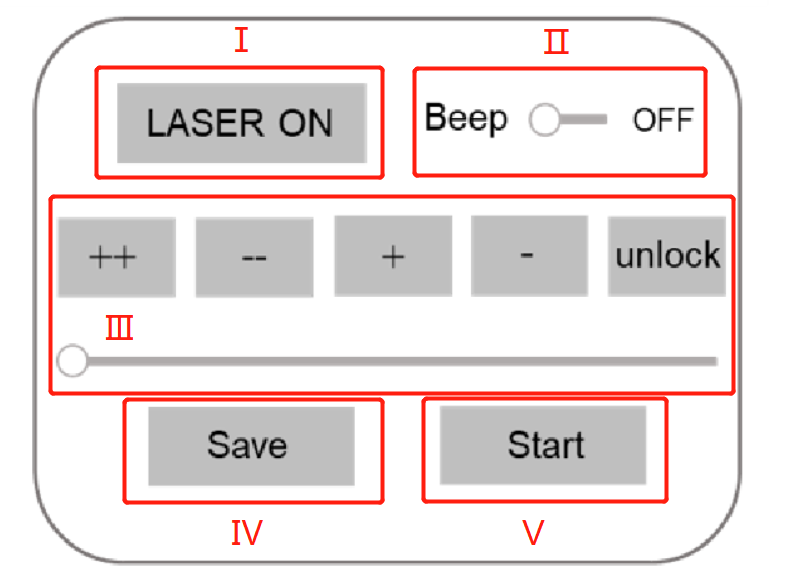 I II
LASER ON Beep OFF
++ -- + - unlock
III
Save Start
IV V